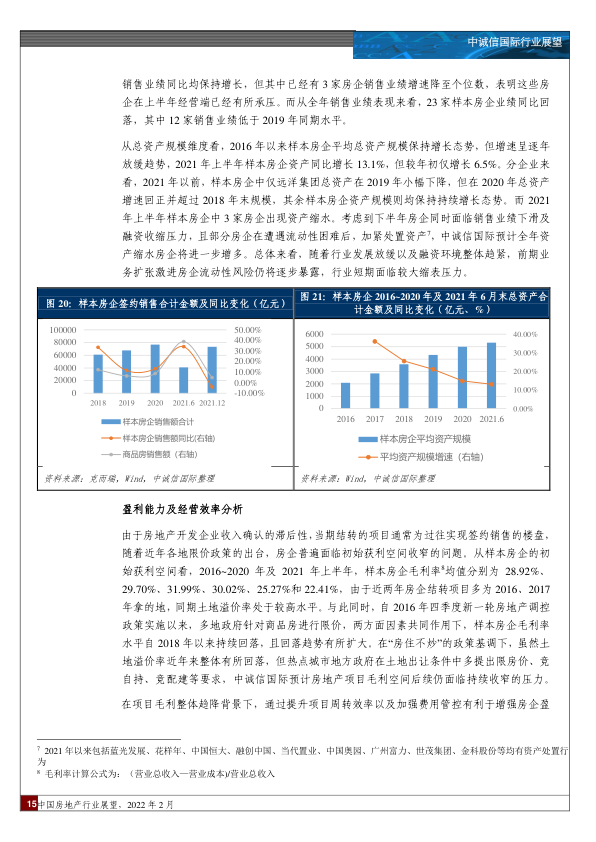 中诚信国际行业展望
销售业绩同比均保持增长，但其中已经有 3 家房企销售业绩增速降至个位数，表明这些房
企在上半年经营端已经有所承压。而从全年销售业绩表现来看，23 家样本房企业绩同比回
落，其中 12 家销售业绩低于 2019 年同期水平。
从总资产规模维度看，2016 年以来样本房企平均总资产规模保持增长态势，但增速呈逐年
放缓趋势，2021 年上半年样本房企资产同比增长 13.1%，但较年初仅增长 6.5%。分企业来
看，2021 年以前，样本房企中仅远洋集团总资产在 2019 年小幅下降，但在 2020 年总资产
增速回正并超过 2018 年末规模，其余样本房企资产规模则均保持持续增长态势。而 2021
年上半年样本房企中 3 家房企出现资产缩水。考虑到下半年房企同时面临销售业绩下滑及
融资收缩压力，且部分房企在遭遇流动性困难后，加紧处置资产7，中诚信国际预计全年资
产缩水房企将进一步增多。总体来看，随着行业发展放缓以及融资环境整体趋紧，前期业
务扩张激进房企流动性风险仍将逐步暴露，行业短期面临较大缩表压力。
图 20：样本房企签约销售合计金额及同比变化（亿元）
100000
80000
60000
40000
20000
0
50.00%
40.00%
30.00%
20.00%
10.00%
0.00%
-10.00%
2018 2019 2020 2021.6 2021.12
样本房企销售额合计
样本房企销售额同比(右轴)
商品房销售额（右轴）
资料来源：克而瑞，Wind，中诚信国际整理
图 21：样本房企 2016~2020 年及 2021 年 6 月末总资产合
计金额及同比变化（亿元、%）
6000
5000
4000
3000
2000
1000
0
40.00%
30.00%
20.00%
10.00%
0.00%
2016 2017 2018 2019 2020 2021.6
样本房企平均资产规模
平均资产规模增速（右轴）
资料来源：Wind，中诚信国际整理
盈利能力及经营效率分析
由于房地产开发企业收入确认的滞后性，当期结转的项目通常为过往实现签约销售的楼盘，
随着近年各地限价政策的出台，房企普遍面临初始获利空间收窄的问题。从样本房企的初
始获利空间看，2016~2020 年及 2021 年上半年，样本房企毛利率8均值分别为 28.92%、
29.70%、31.99%、30.02%、25.27%和 22.41%，由于近两年房企结转项目多为 2016、2017
年拿的地，同期土地溢价率处于较高水平。与此同时，自 2016 年四季度新一轮房地产调控
政策实施以来，多地政府针对商品房进行限价，两方面因素共同作用下，样本房企毛利率
水平自 2018 年以来持续回落，且回落趋势有所扩大。在“房住不炒”的政策基调下，虽然土
地溢价率近年来整体有所回落，但热点城市地方政府在土地出让条件中多提出限房价、竞
自持、竞配建等要求，中诚信国际预计房地产项目毛利空间后续仍面临持续收窄的压力。
在项目毛利整体趋降背景下，通过提升项目周转效率以及加强费用管控有利于增强房企盈
7 2021 年以来包括蓝光发展、花样年、中国恒大、融创中国、当代置业、中国奥园、广州富力、世茂集团、金科股份等均有资产处置行
为
8 毛利率计算公式为：（营业总收入—营业成本)/营业总收入
15 中国房地产行业展望，2022 年 2 月